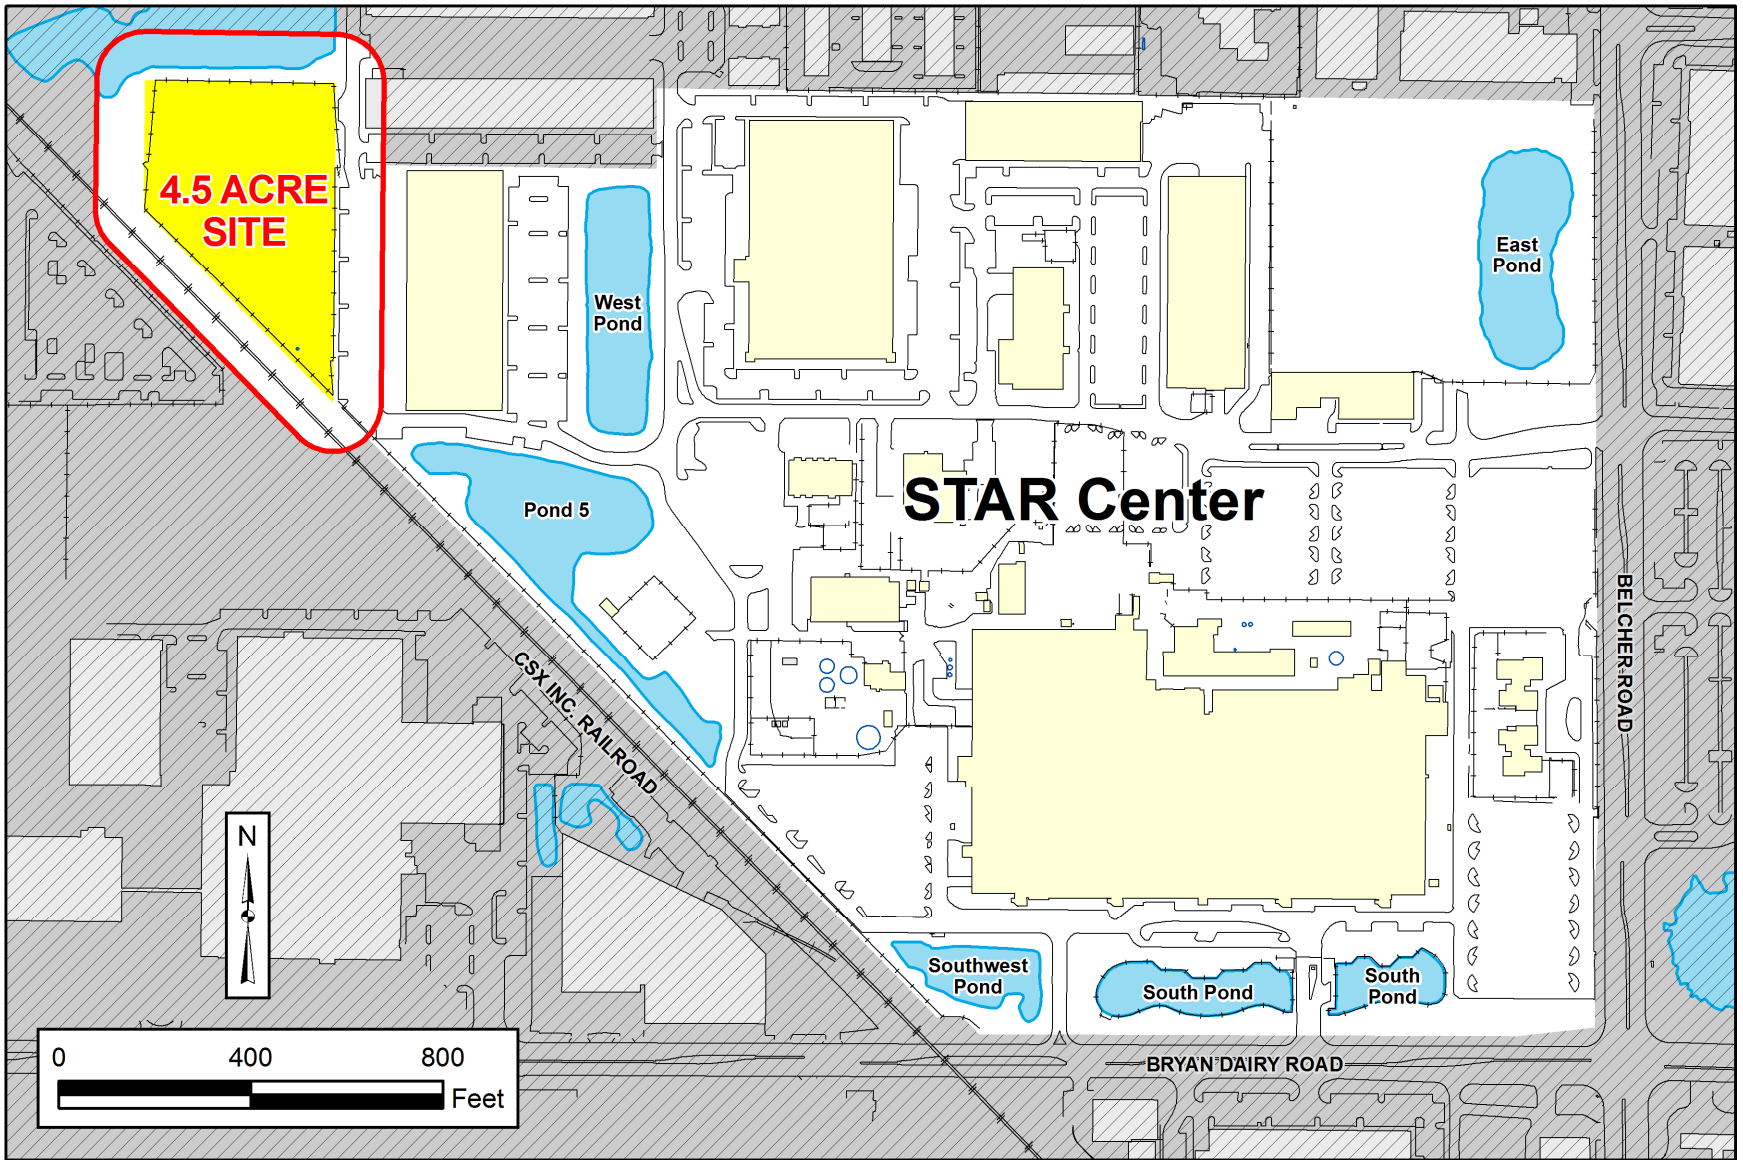 4.5 ACRE
SITE
East
Pond
West
Pond
STAR Center
Pond 5
BELCHER ROAD
CSX INC. RAILROAD
N
Southwest
Pond
South Pond
South
Pond
BRYAN DAIRY ROAD
0 400 800
Feet